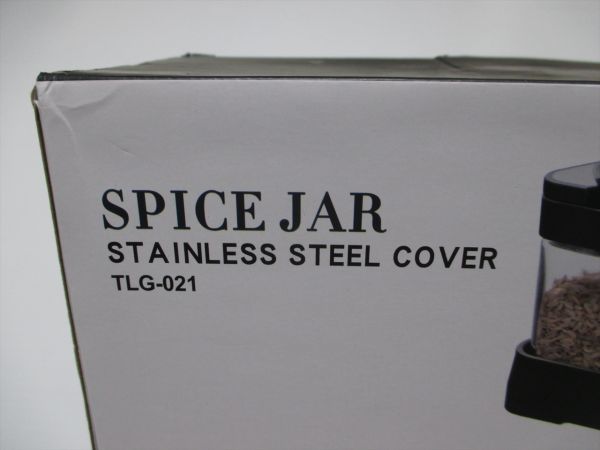 SPICE JAR
STAINLESS STEEL COVER
TLG-021